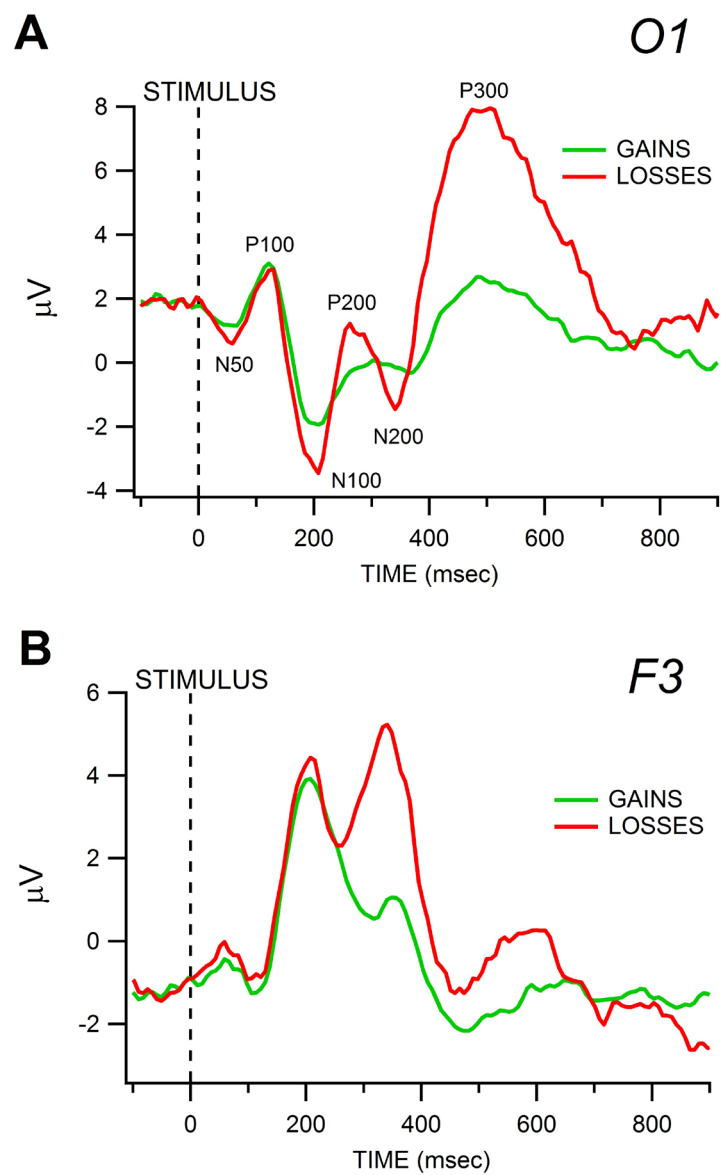 A
O1
STIMULUS
P300
8
GAINS
LOSSES
6
4
P100
P200
μV
2
0
N50
N200
-2
N100
-4
0
200
400
600
800
TIME (msec)
B
F3
STIMULUS
6
4
GAINS
LOSSES
μV
2
0
-2
0
200
400
600
800
TIME (msec)